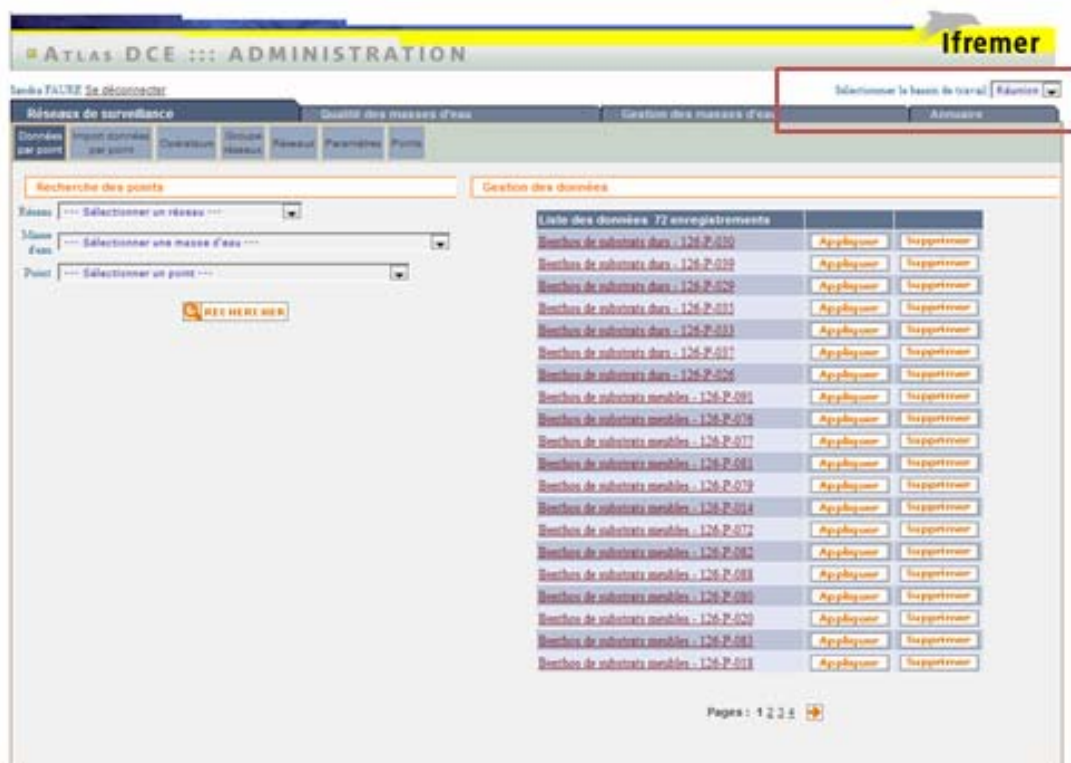 Ifremer
ATLAS DCE ::: ADMINISTRATION
Sandra FAURE Se déconnecter
Sélectionner le bassin de travail Réunion
Réseaux de surveillance Qualité des masses d'eau Gestion des masses d'eau Annuaire
Données par point Import données par point Opérateurs Groupe réseaux Réseaux Paramètres Points
Recherche des points
Réseau --- Sélectionner un réseau ---
Masse d'eau --- Sélectionner une masse d'eau ---
Point --- Sélectionner un point ---
RECHERCHER
Gestion des données
Liste des données 72 enregistrements
Benthos de substrats durs - 126-P-030 Appliquer Supprimer
Benthos de substrats durs - 126-P-039 Appliquer Supprimer
Benthos de substrats durs - 126-P-029 Appliquer Supprimer
Benthos de substrats durs - 126-P-035 Appliquer Supprimer
Benthos de substrats durs - 126-P-033 Appliquer Supprimer
Benthos de substrats durs - 126-P-037 Appliquer Supprimer
Benthos de substrats durs - 126-P-026 Appliquer Supprimer
Benthos de substrats meubles - 126-P-091 Appliquer Supprimer
Benthos de substrats meubles - 126-P-076 Appliquer Supprimer
Benthos de substrats meubles - 126-P-077 Appliquer Supprimer
Benthos de substrats meubles - 126-P-081 Appliquer Supprimer
Benthos de substrats meubles - 126-P-079 Appliquer Supprimer
Benthos de substrats meubles - 126-P-014 Appliquer Supprimer
Benthos de substrats meubles - 126-P-072 Appliquer Supprimer
Benthos de substrats meubles - 126-P-082 Appliquer Supprimer
Benthos de substrats meubles - 126-P-088 Appliquer Supprimer
Benthos de substrats meubles - 126-P-080 Appliquer Supprimer
Benthos de substrats meubles - 126-P-020 Appliquer Supprimer
Benthos de substrats meubles - 126-P-083 Appliquer Supprimer
Benthos de substrats meubles - 126-P-018 Appliquer Supprimer
Pages : 1 2 3 4